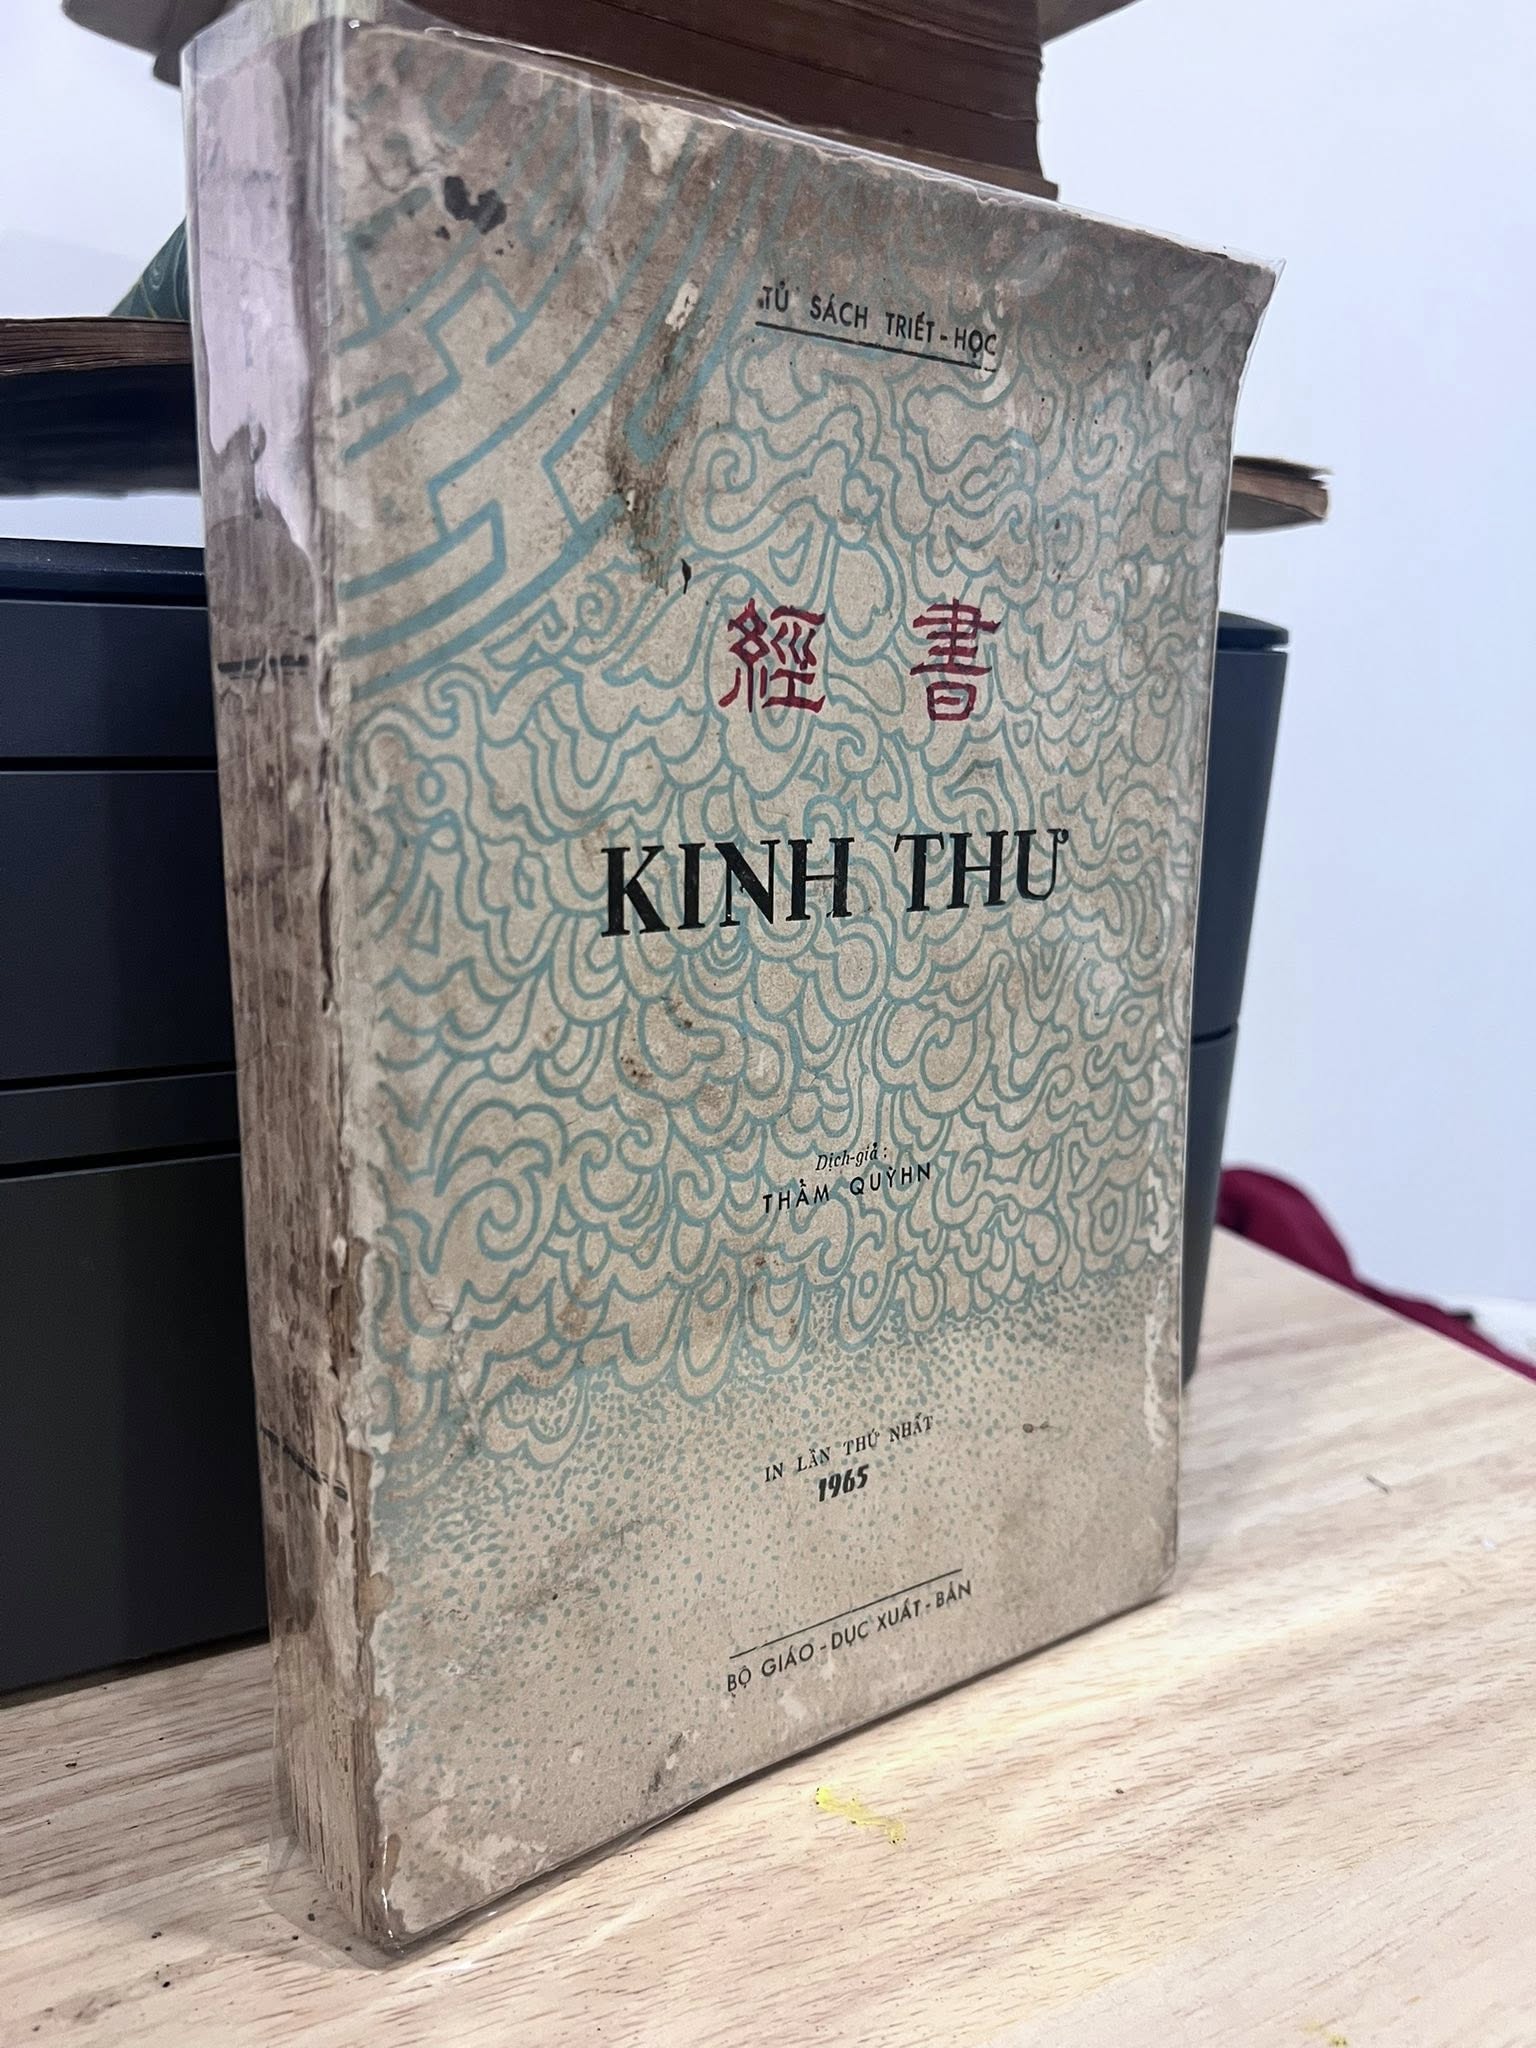 TỦ SÁCH TRIẾT-HỌC
經 書
KINH THƯ
Dịch-giả :
THẨM QUỲHN
IN LẦN THỨ NHẤT
1965
BỘ GIÁO-DỤC XUẤT-BẢN